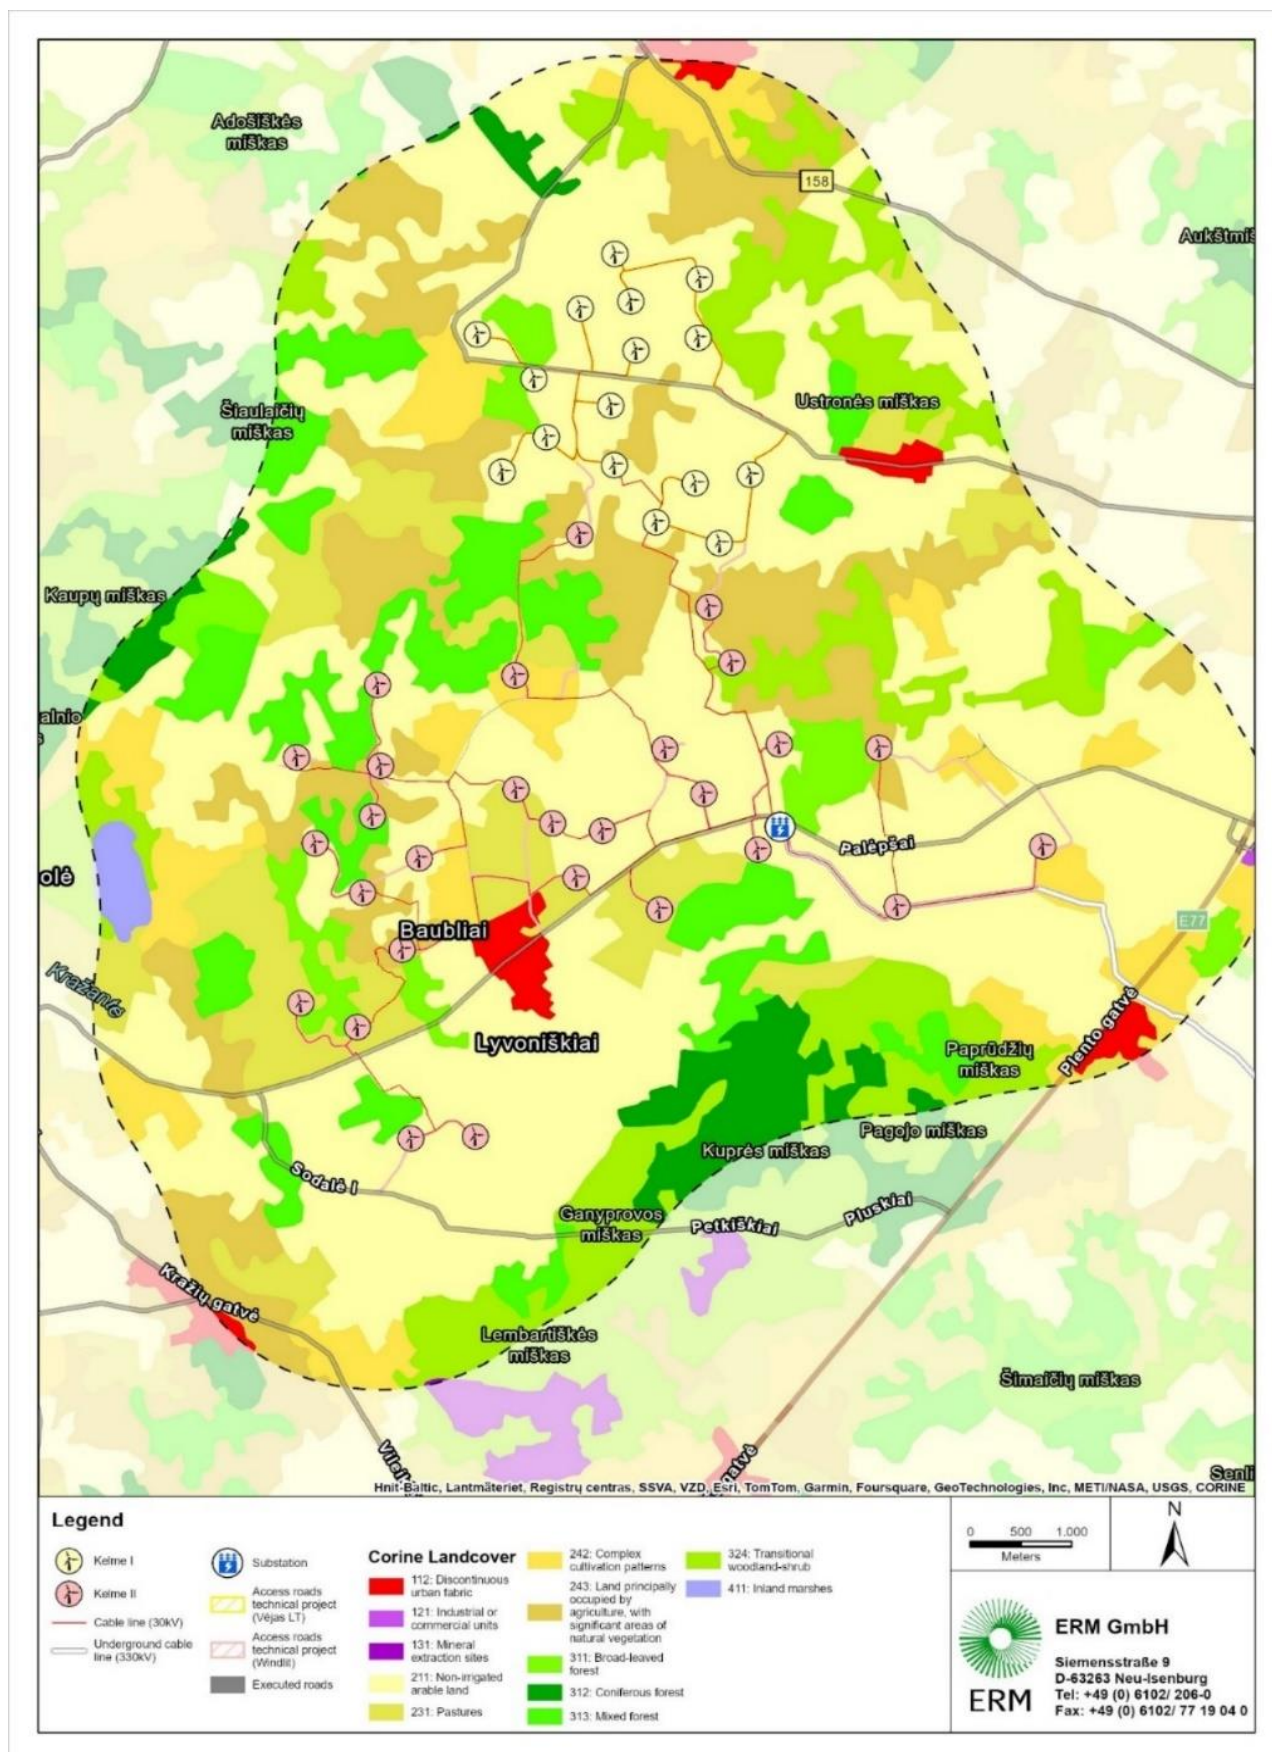 Adošiškės
miškas
158
Aukštmiš
Šiaulaičių
miškas
Ustronės miškas
Kaupų miškas
alnio
s
Palėpšai
olė
E77
Baubliai
Kražantės
Lyvoniškiai
Plento gatvė
Paprūdžių
miškas
Pagojo miškas
Kuprės miškas
Sodalė I
Ganyprovos
miškas
Petkiškiai
Pluskiai
Kražių gatvė
Lembartiškės
miškas
Šimaičių miškas
gatvė
Senli
Hnit-Baltic, Lantmäteriet, Registrų centras, SSVA, VZD, Esri, TomTom, Garmin, Foursquare, GeoTechnologies, Inc, METI/NASA, USGS, CORINE
Legend
Kelme I
Kelme II
Cable line (30kV)
Underground cable
line (330kV)
Substation
Access roads
technical project
(Vėjas LT)
Access roads
technical project
(Windlit)
Executed roads
Corine Landcover
112: Discontinuous
urban fabric
121: Industrial or
commercial units
131: Mineral
extraction sites
211: Non-irrigated
arable land
231: Pastures
242: Complex
cultivation patterns
243: Land principally
occupied by
agriculture, with
significant areas of
natural vegetation
311: Broad-leaved
forest
312: Coniferous forest
313: Mixed forest
324: Transitional
woodland-shrub
411: Inland marshes
0 500 1.000
Meters
N
ERM
ERM GmbH
Siemensstraße 9
D-63263 Neu-Isenburg
Tel: +49 (0) 6102/ 206-0
Fax: +49 (0) 6102/ 77 19 04 0